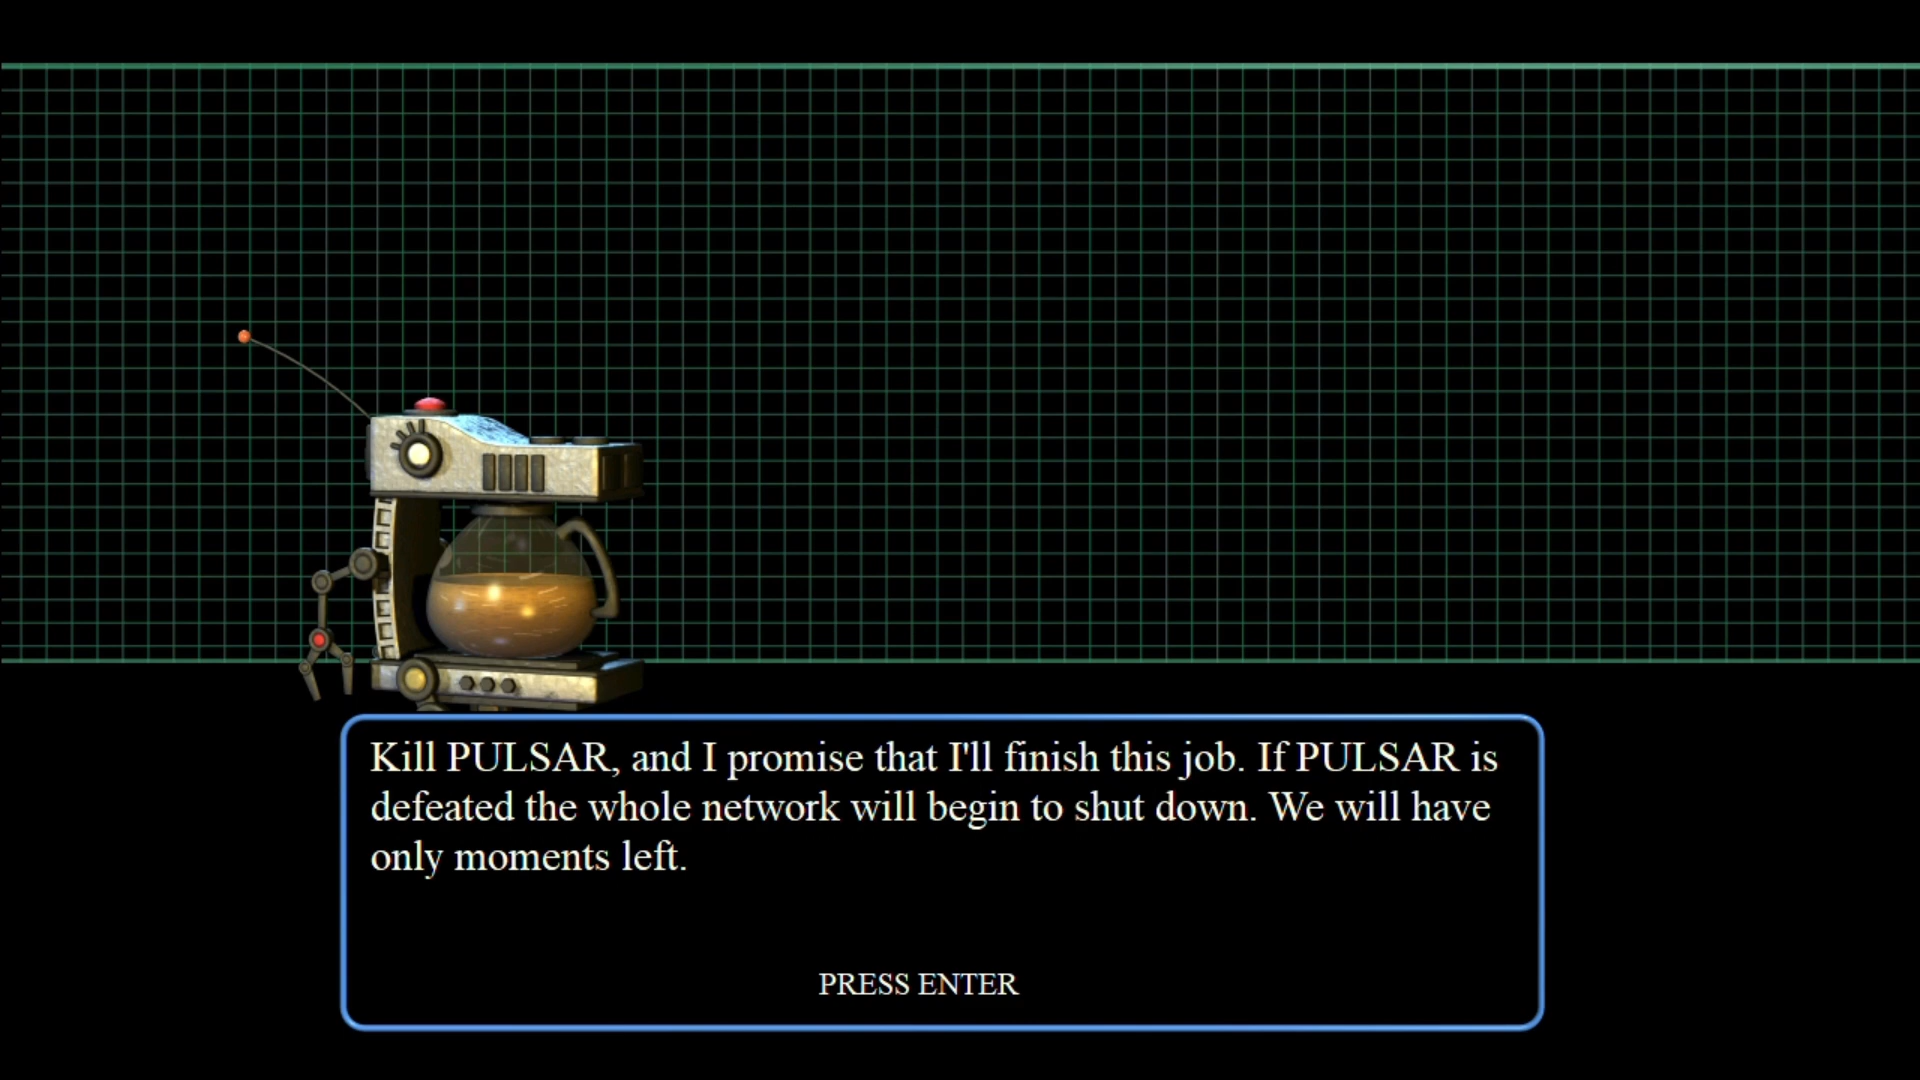 Kill PULSAR, and I promise that I'll finish this job. If PULSAR is
defeated the whole network will begin to shut down. We will have
only moments left.
PRESS ENTER